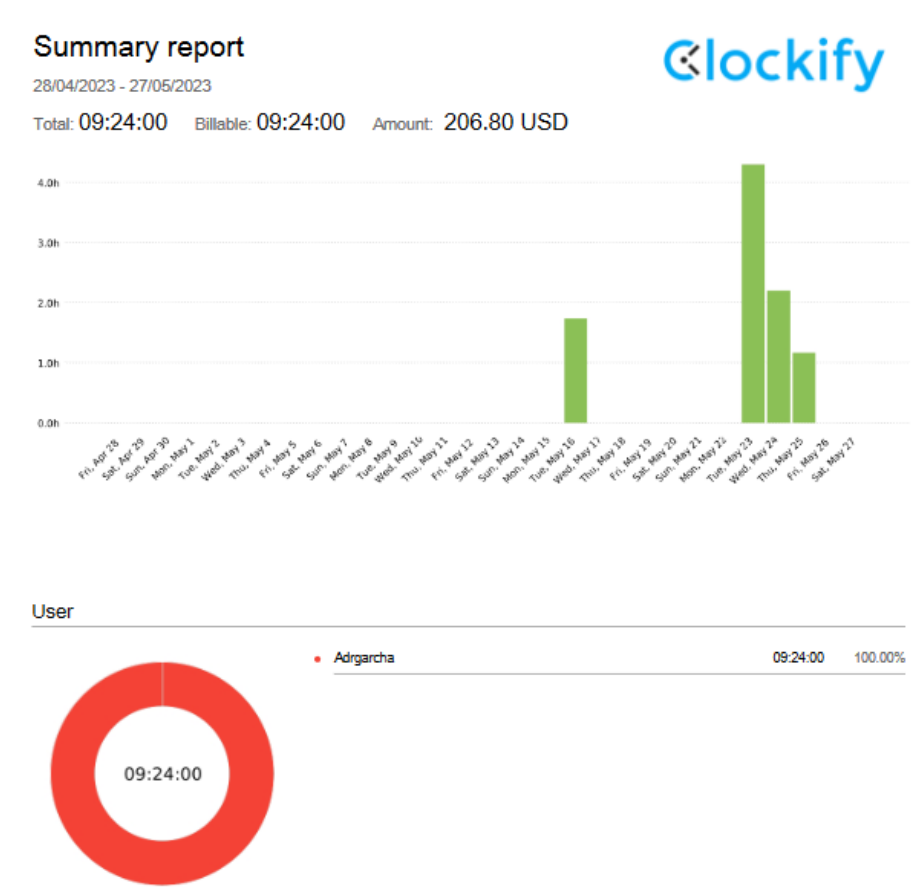 Summary report
Clockify
28/04/2023 - 27/05/2023
Total: 09:24:00 Billable: 09:24:00 Amount: 206.80 USD
4.0h
3.0h
2.0h
1.0h
0.0h
Fri, Apr 28
Sat, Apr 29
Sun, Apr 30
Mon, May 1
Tue, May 2
Wed, May 3
Thu, May 4
Fri, May 5
Sat, May 6
Sun, May 7
Mon, May 8
Tue, May 9
Wed, May 10
Thu, May 11
Fri, May 12
Sat, May 13
Sun, May 14
Mon, May 15
Tue, May 16
Wed, May 17
Thu, May 18
Fri, May 19
Sat, May 20
Sun, May 21
Mon, May 22
Tue, May 23
Wed, May 24
Thu, May 25
Fri, May 26
Sat, May 27
User
Adrgarcha 09:24:00 100.00%
09:24:00